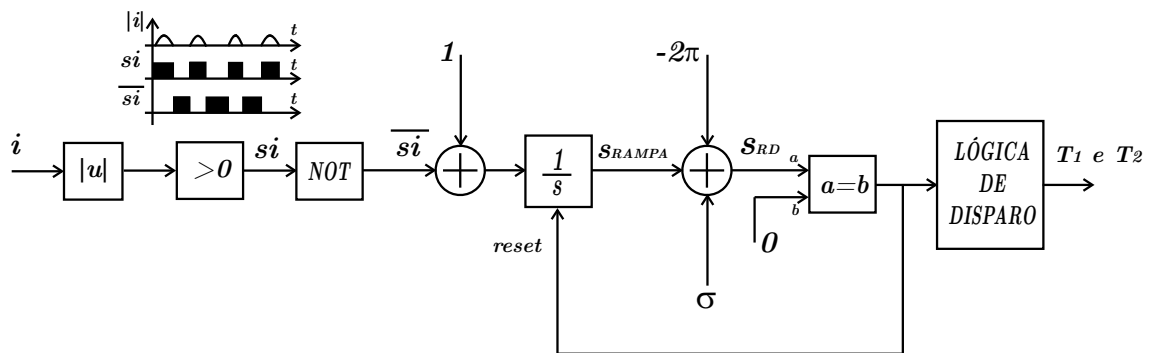 |i|
t
si
t
si
t
i
|u|
>0
si
NOT
si
1
1
s
reset
SRAMPA
-2π
σ
SRD
a
b
0
a=b
LÓGICA
DE
DISPARO
T1 e T2